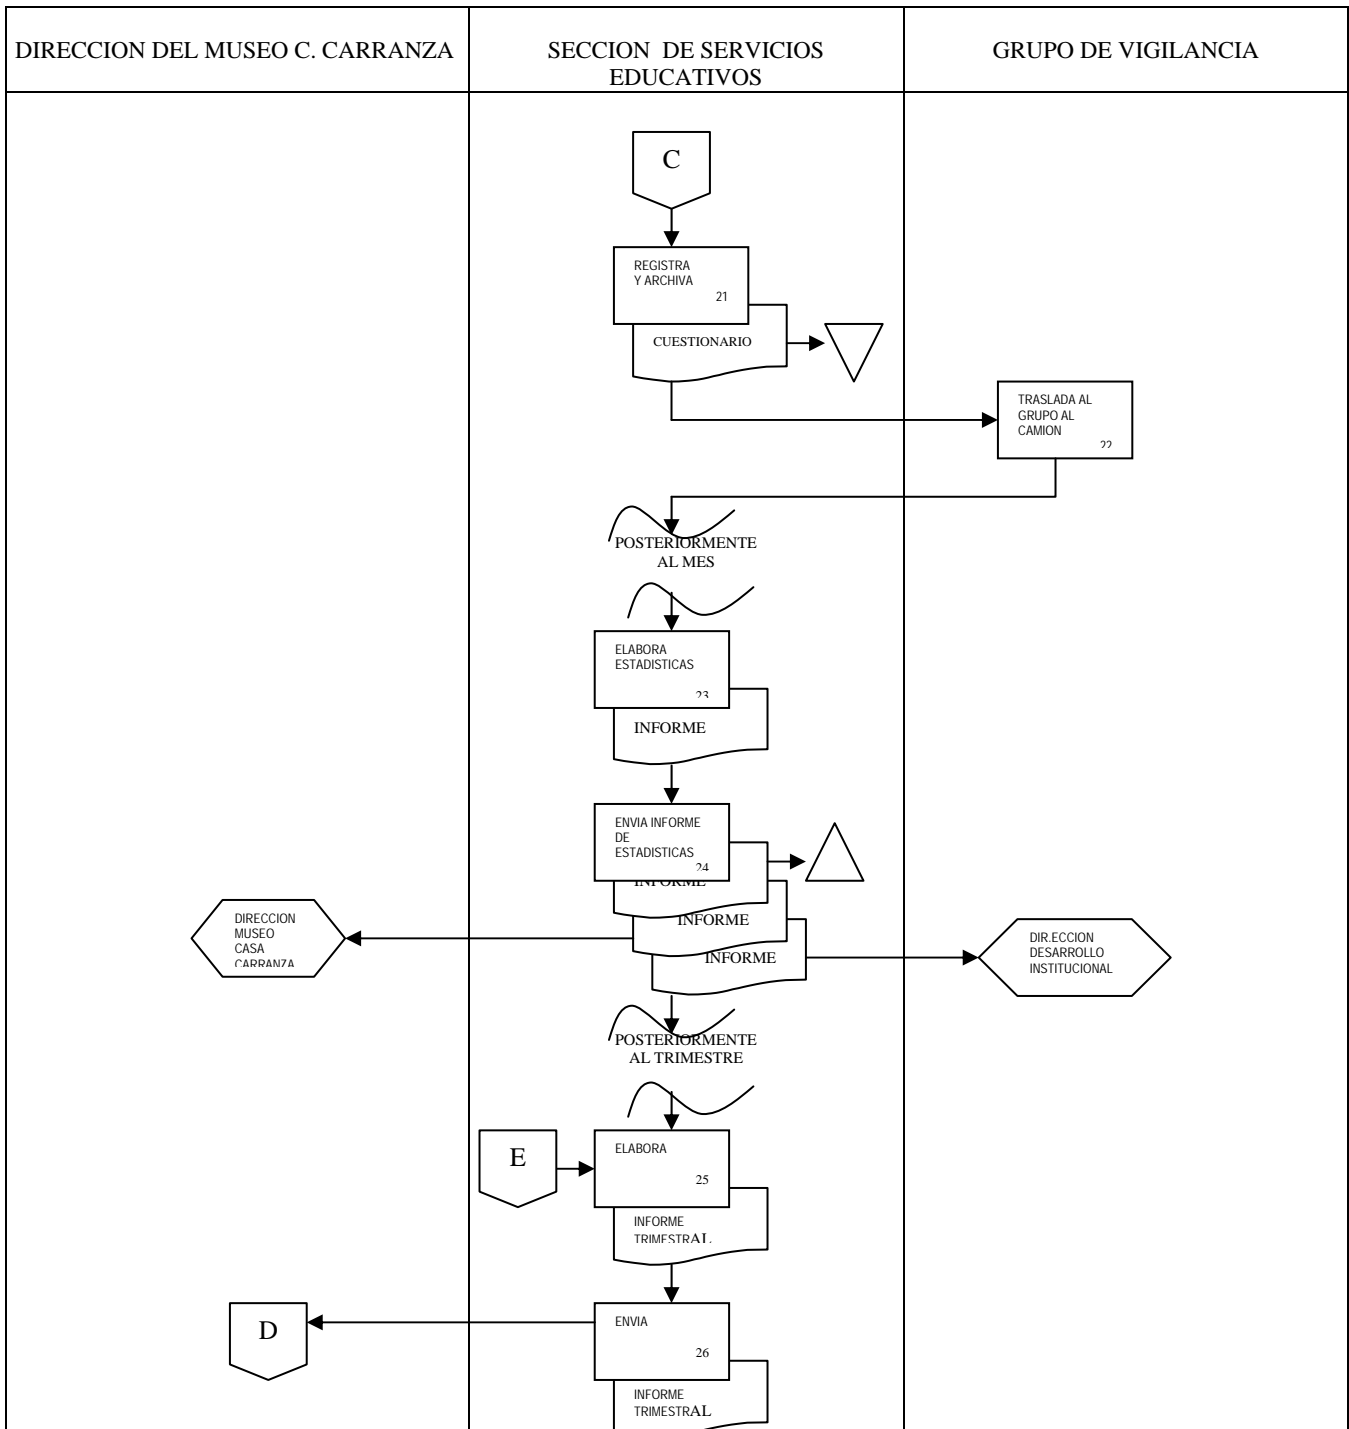 DIRECCION DEL MUSEO C. CARRANZA
SECCION DE SERVICIOS
EDUCATIVOS
GRUPO DE VIGILANCIA
C
REGISTRA
Y ARCHIVA
21
CUESTIONARIO
TRASLADA AL
GRUPO AL
CAMION
22
POSTERIORMENTE
AL MES
ELABORA
ESTADISTICAS
23
INFORME
ENVIA INFORME
DE
ESTADISTICAS
24
INFORME
INFORME
INFORME
DIRECCION
MUSEO
CASA
CARRANZA
DIR.ECCION
DESARROLLO
INSTITUCIONAL
POSTERIORMENTE
AL TRIMESTRE
E
ELABORA
25
INFORME
TRIMESTRAL
D
ENVIA
26
INFORME
TRIMESTRAL